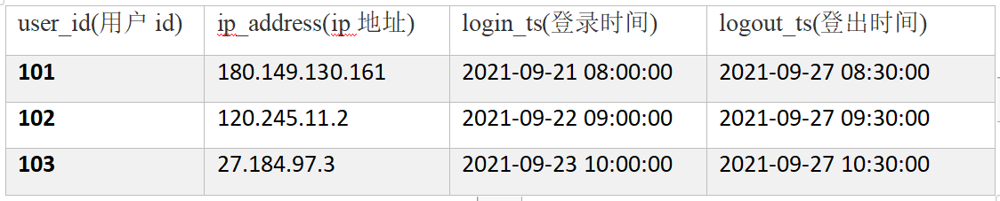 user_id(用户 id) ip_address(ip 地址) login_ts(登录时间) logout_ts(登出时间)
101 180.149.130.161 2021-09-21 08:00:00 2021-09-27 08:30:00
102 120.245.11.2 2021-09-22 09:00:00 2021-09-27 09:30:00
103 27.184.97.3 2021-09-23 10:00:00 2021-09-27 10:30:00